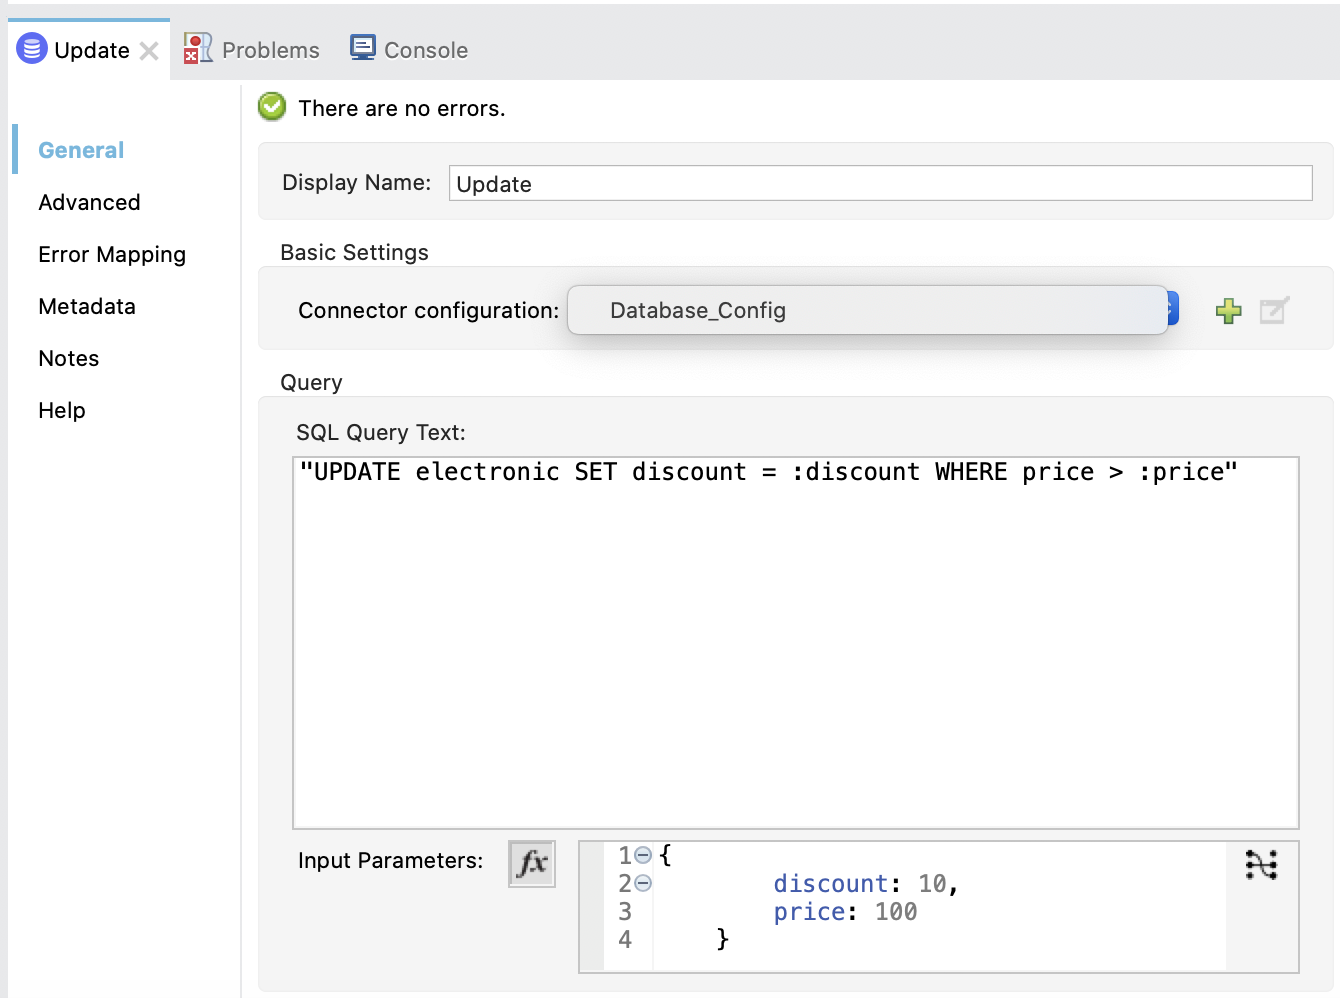 Update Problems Console
There are no errors.
General
Advanced
Error Mapping
Metadata
Notes
Help
Display Name: Update
Basic Settings
Connector configuration: Database_Config
Query
SQL Query Text:
"UPDATE electronic SET discount = :discount WHERE price > :price"
Input Parameters: fx
1 {
2 discount: 10,
3 price: 100
4 }